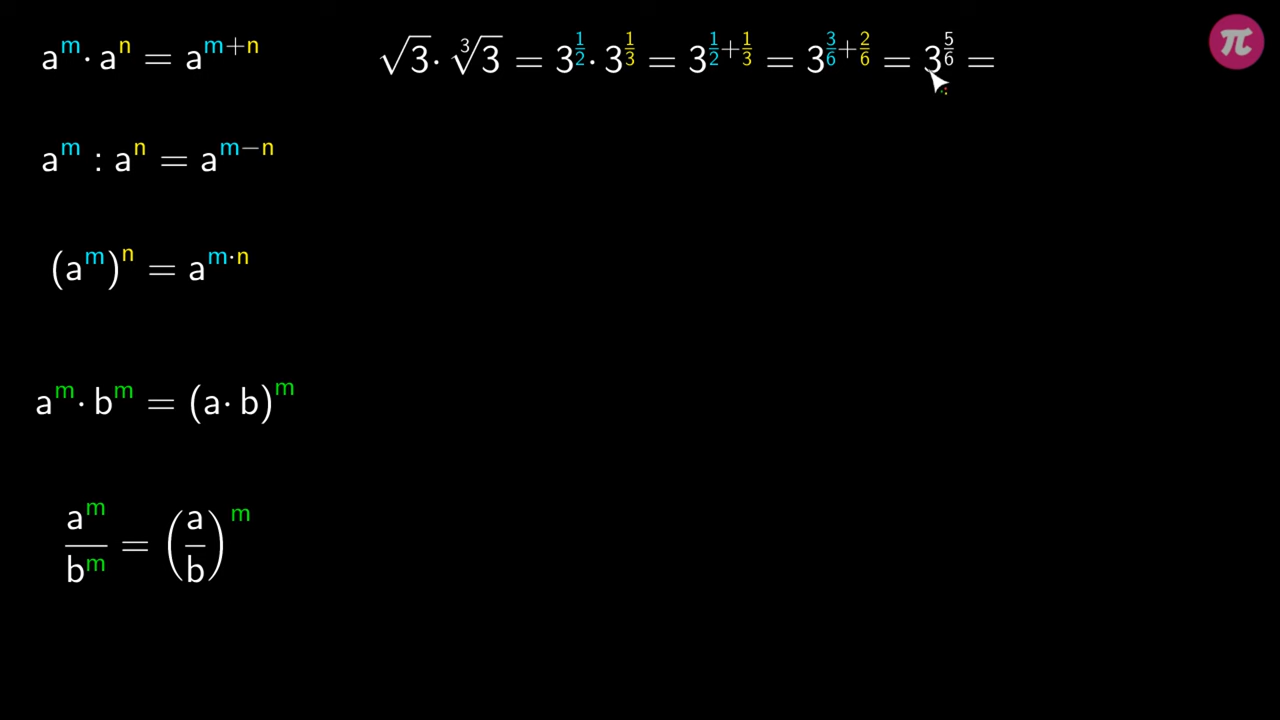 a^m · a^n = a^(m+n)
√3 · ∛3 = 3^(1/2) · 3^(1/3) = 3^(1/2+1/3) = 3^(3/6+2/6) = 3^(5/6) =
π
a^m : a^n = a^(m−n)
(a^m)^n = a^(m·n)
a^m · b^m = (a · b)^m
a^m/b^m = (a/b)^m